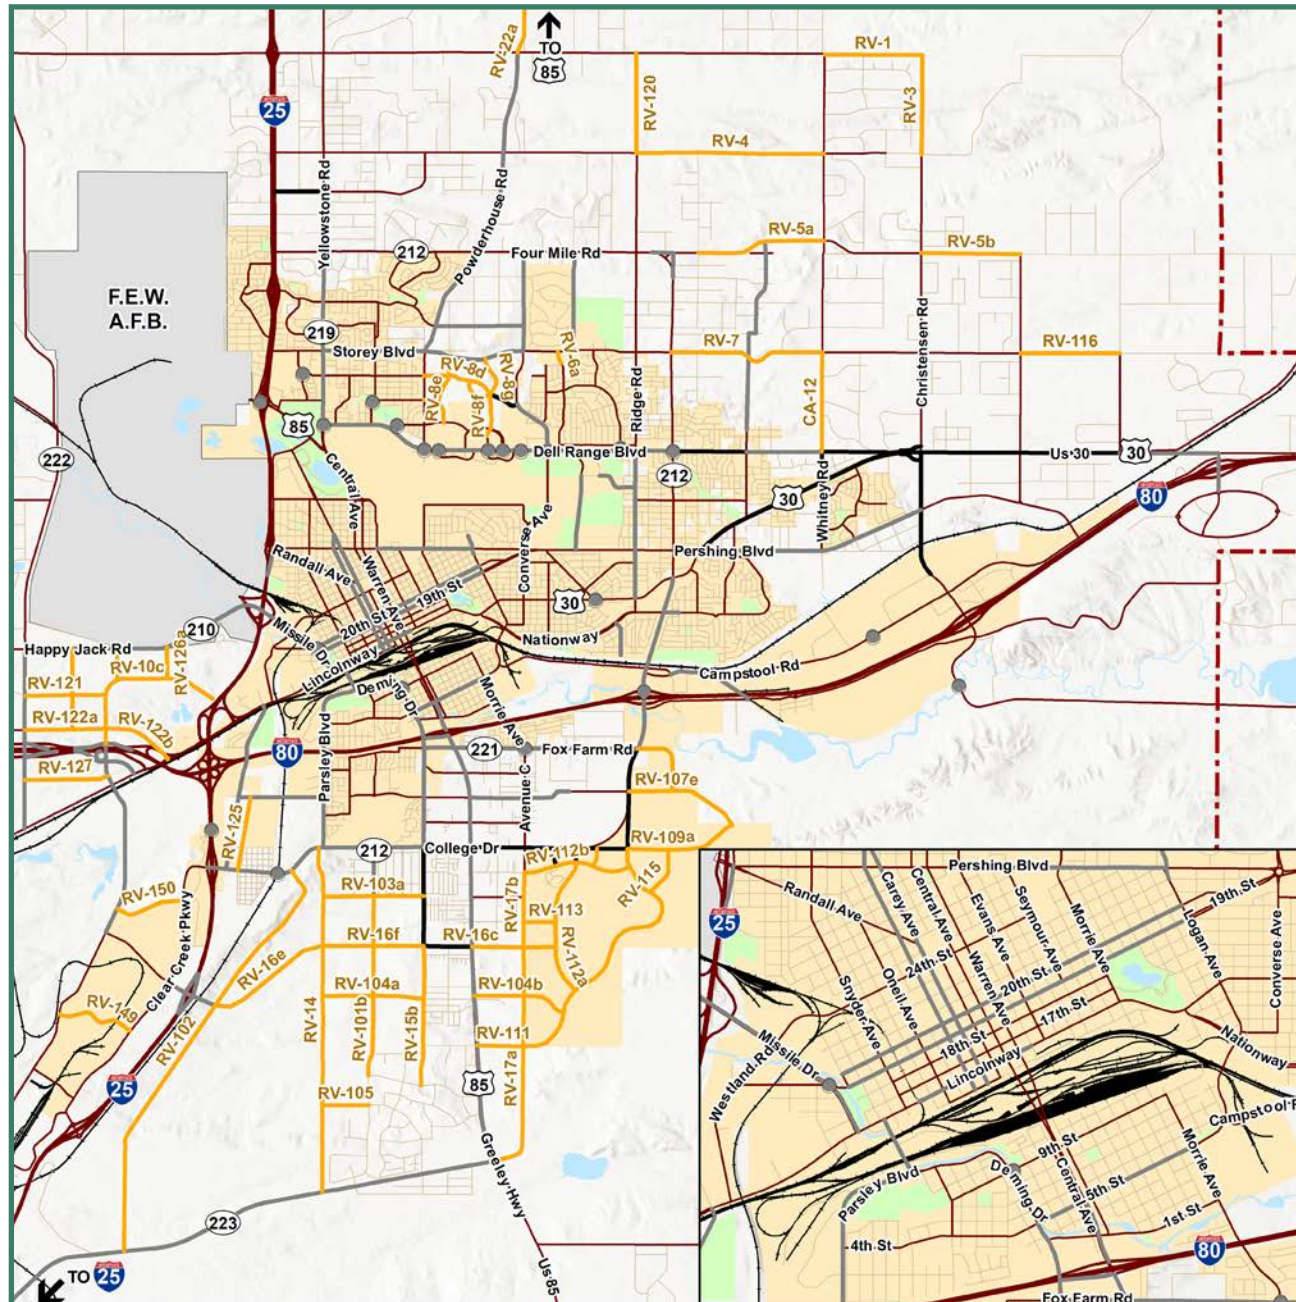 RV-22a
TO
85
RV-1
25
RV-120
RV-3
RV-4
Yellowstone Rd
Powderhouse Rd
RV-5a
212
Four Mile Rd
RV-5b
F.E.W.
A.F.B.
219
Christensen Rd
Storey Blvd
RV-8d
RV-8g
RV-6a
RV-7
RV-116
RV-8e
RV-8f
Ridge Rd
CA-12
85
222
Central Ave
Dell Range Blvd
Us 30
30
212
30
80
Whitney Rd
Converse Ave
Pershing Blvd
Randall Ave
Warren Ave
19th St
20th St
30
210
Missile Dr
Nationway
Happy Jack Rd
RV-10c
RV-126a
Lincolnway
Campstool Rd
RV-121
Deming Dr
Morrie Ave
RV-122a
RV-122b
Parsley Blvd
80
221
Fox Farm Rd
RV-127
RV-107e
Avenue C
RV-125
212
College Dr
RV-109a
RV-112b
RV-115
RV-150
RV-103a
RV-17b
RV-113
Clear Creek Pkwy
RV-16e
RV-16f
RV-16c
RV-112a
RV-104a
RV-104b
RV-149
RV-102
RV-14
RV-101b
RV-15b
RV-111
25
RV-105
85
RV-17a
Greeley Hwy
223
TO
25
Us 85
Pershing Blvd
Randall Ave
Carey Ave
Central Ave
Evans Ave
Seymour Ave
Morrie Ave
19th St
Logan Ave
Converse Ave
25
24th St
20th St
Snyder Ave
Oneil Ave
Warren Ave
17th St
18th St
Missile Dr
Westland Rd
Lincolnway
Nationway
Campstool R
9th St
Parsley Blvd
Deming Dr
5th St
Central Ave
Morrie Ave
1st St
4th St
80
Fox Farm Rd